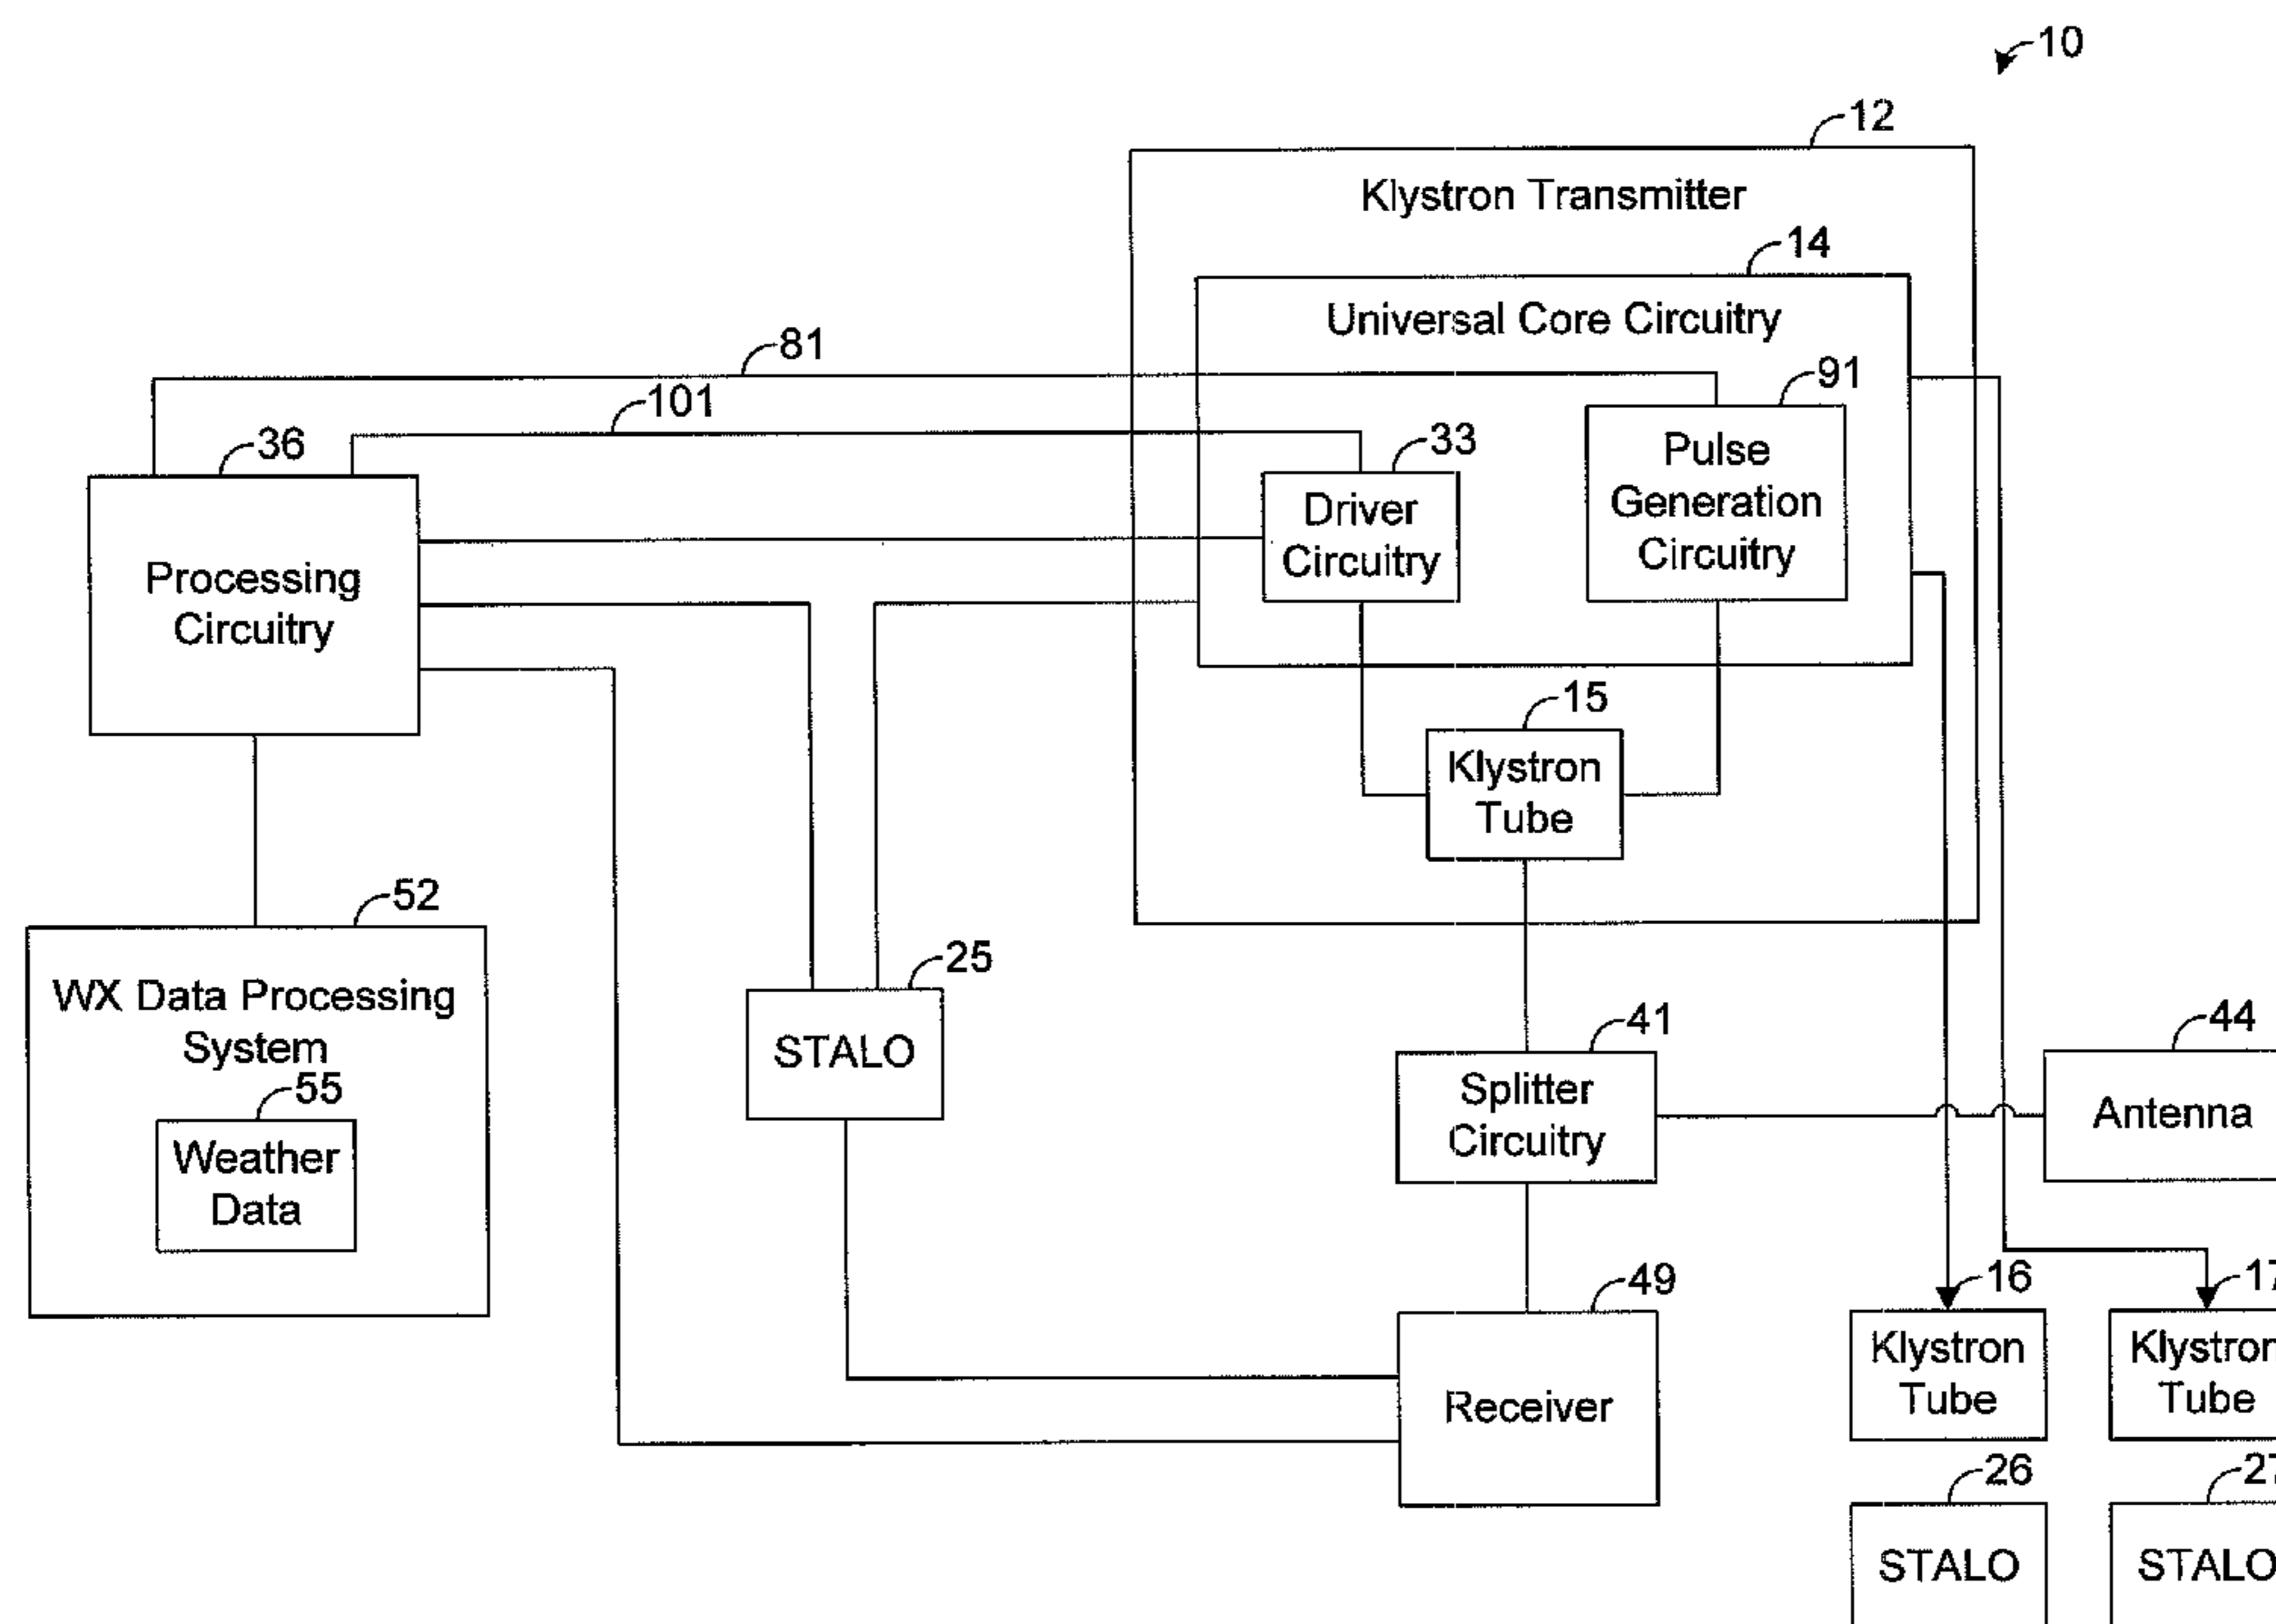 10
12
Klystron Transmitter
14
Universal Core Circuitry
81
91
101
33
36
Pulse
Generation
Circuitry
Driver
Circuitry
Processing
Circuitry
15
Klystron
Tube
52
25
WX Data Processing
System
STALO
41
44
55
Splitter
Circuitry
Antenna
Weather
Data
49
16
17
Klystron
Tube
Klystron
Tube
Receiver
26
27
STALO
STALO